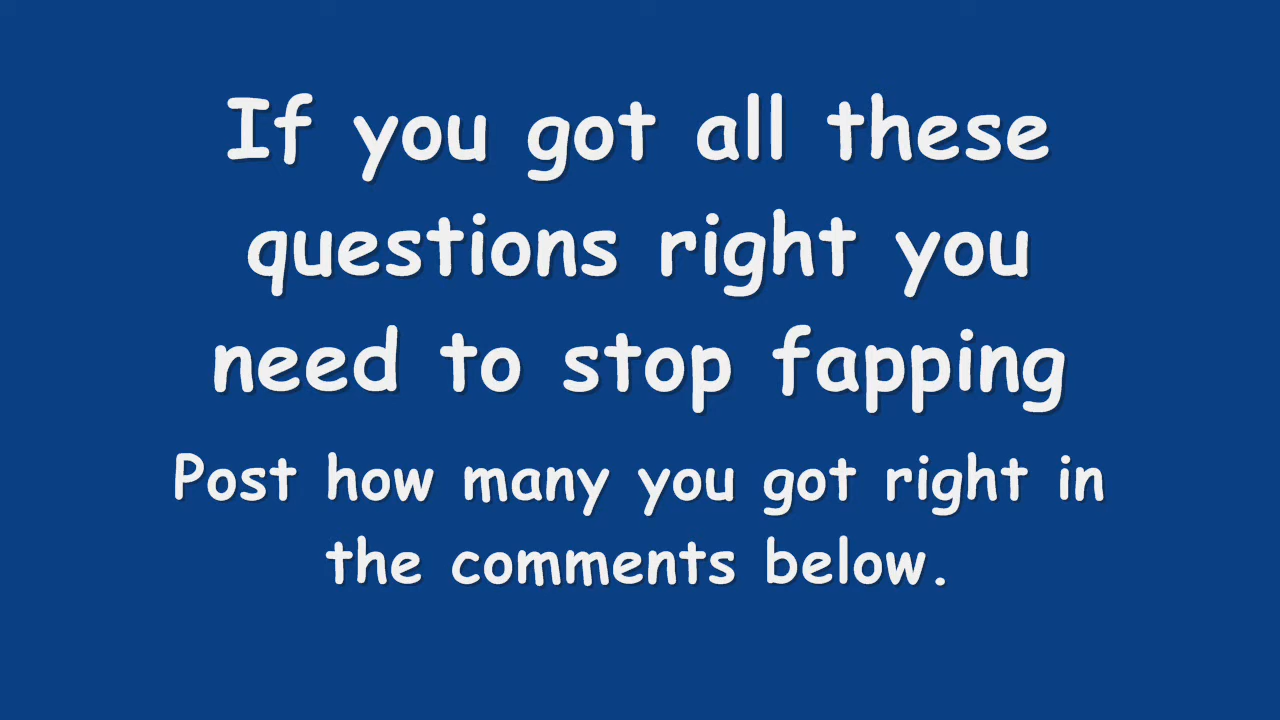 If you got all these
questions right you
need to stop fapping
Post how many you got right in
the comments below.